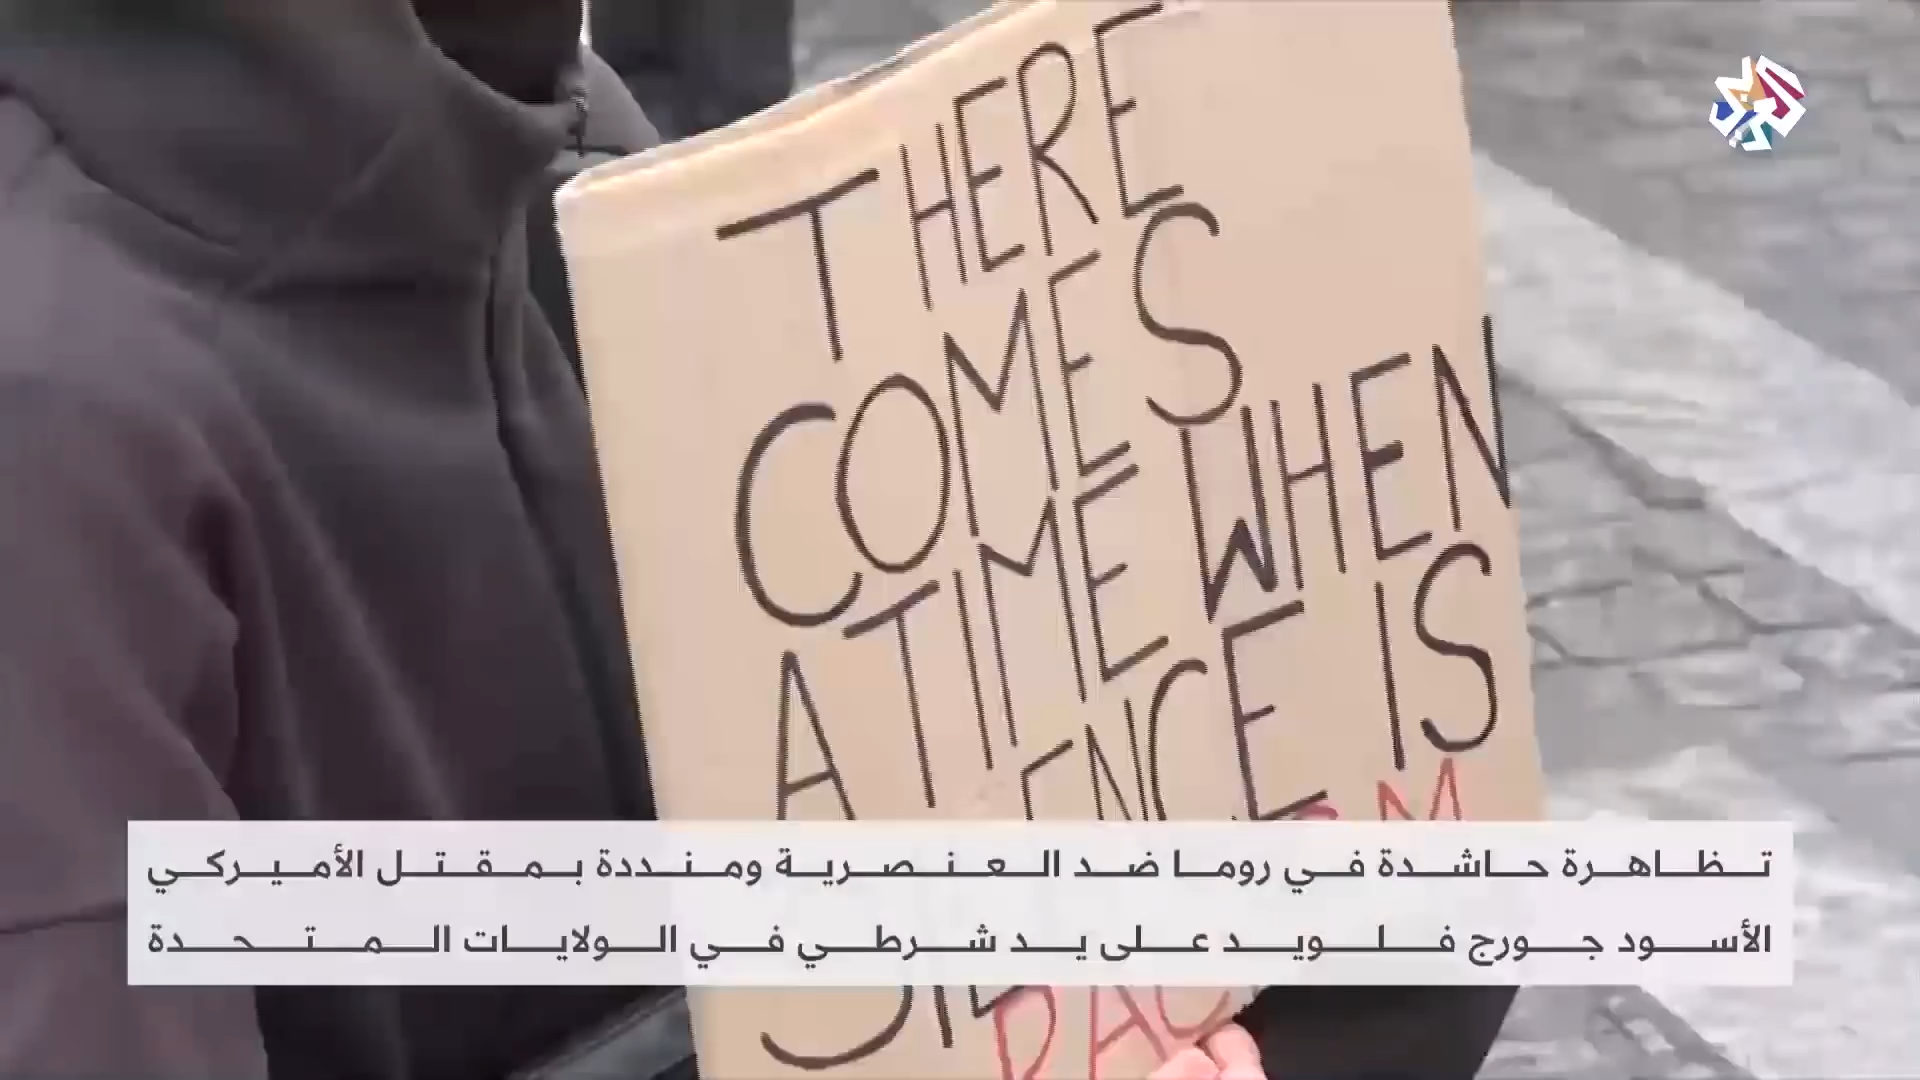 THERE
COMES
A TIME WHEN
SILENCE IS
تظاهرة حاشدة في روما ضد العنصرية ومنددة بمقتل الأميركي
الأسود جورج فلويد على يد شرطي في الولايات المتحدة